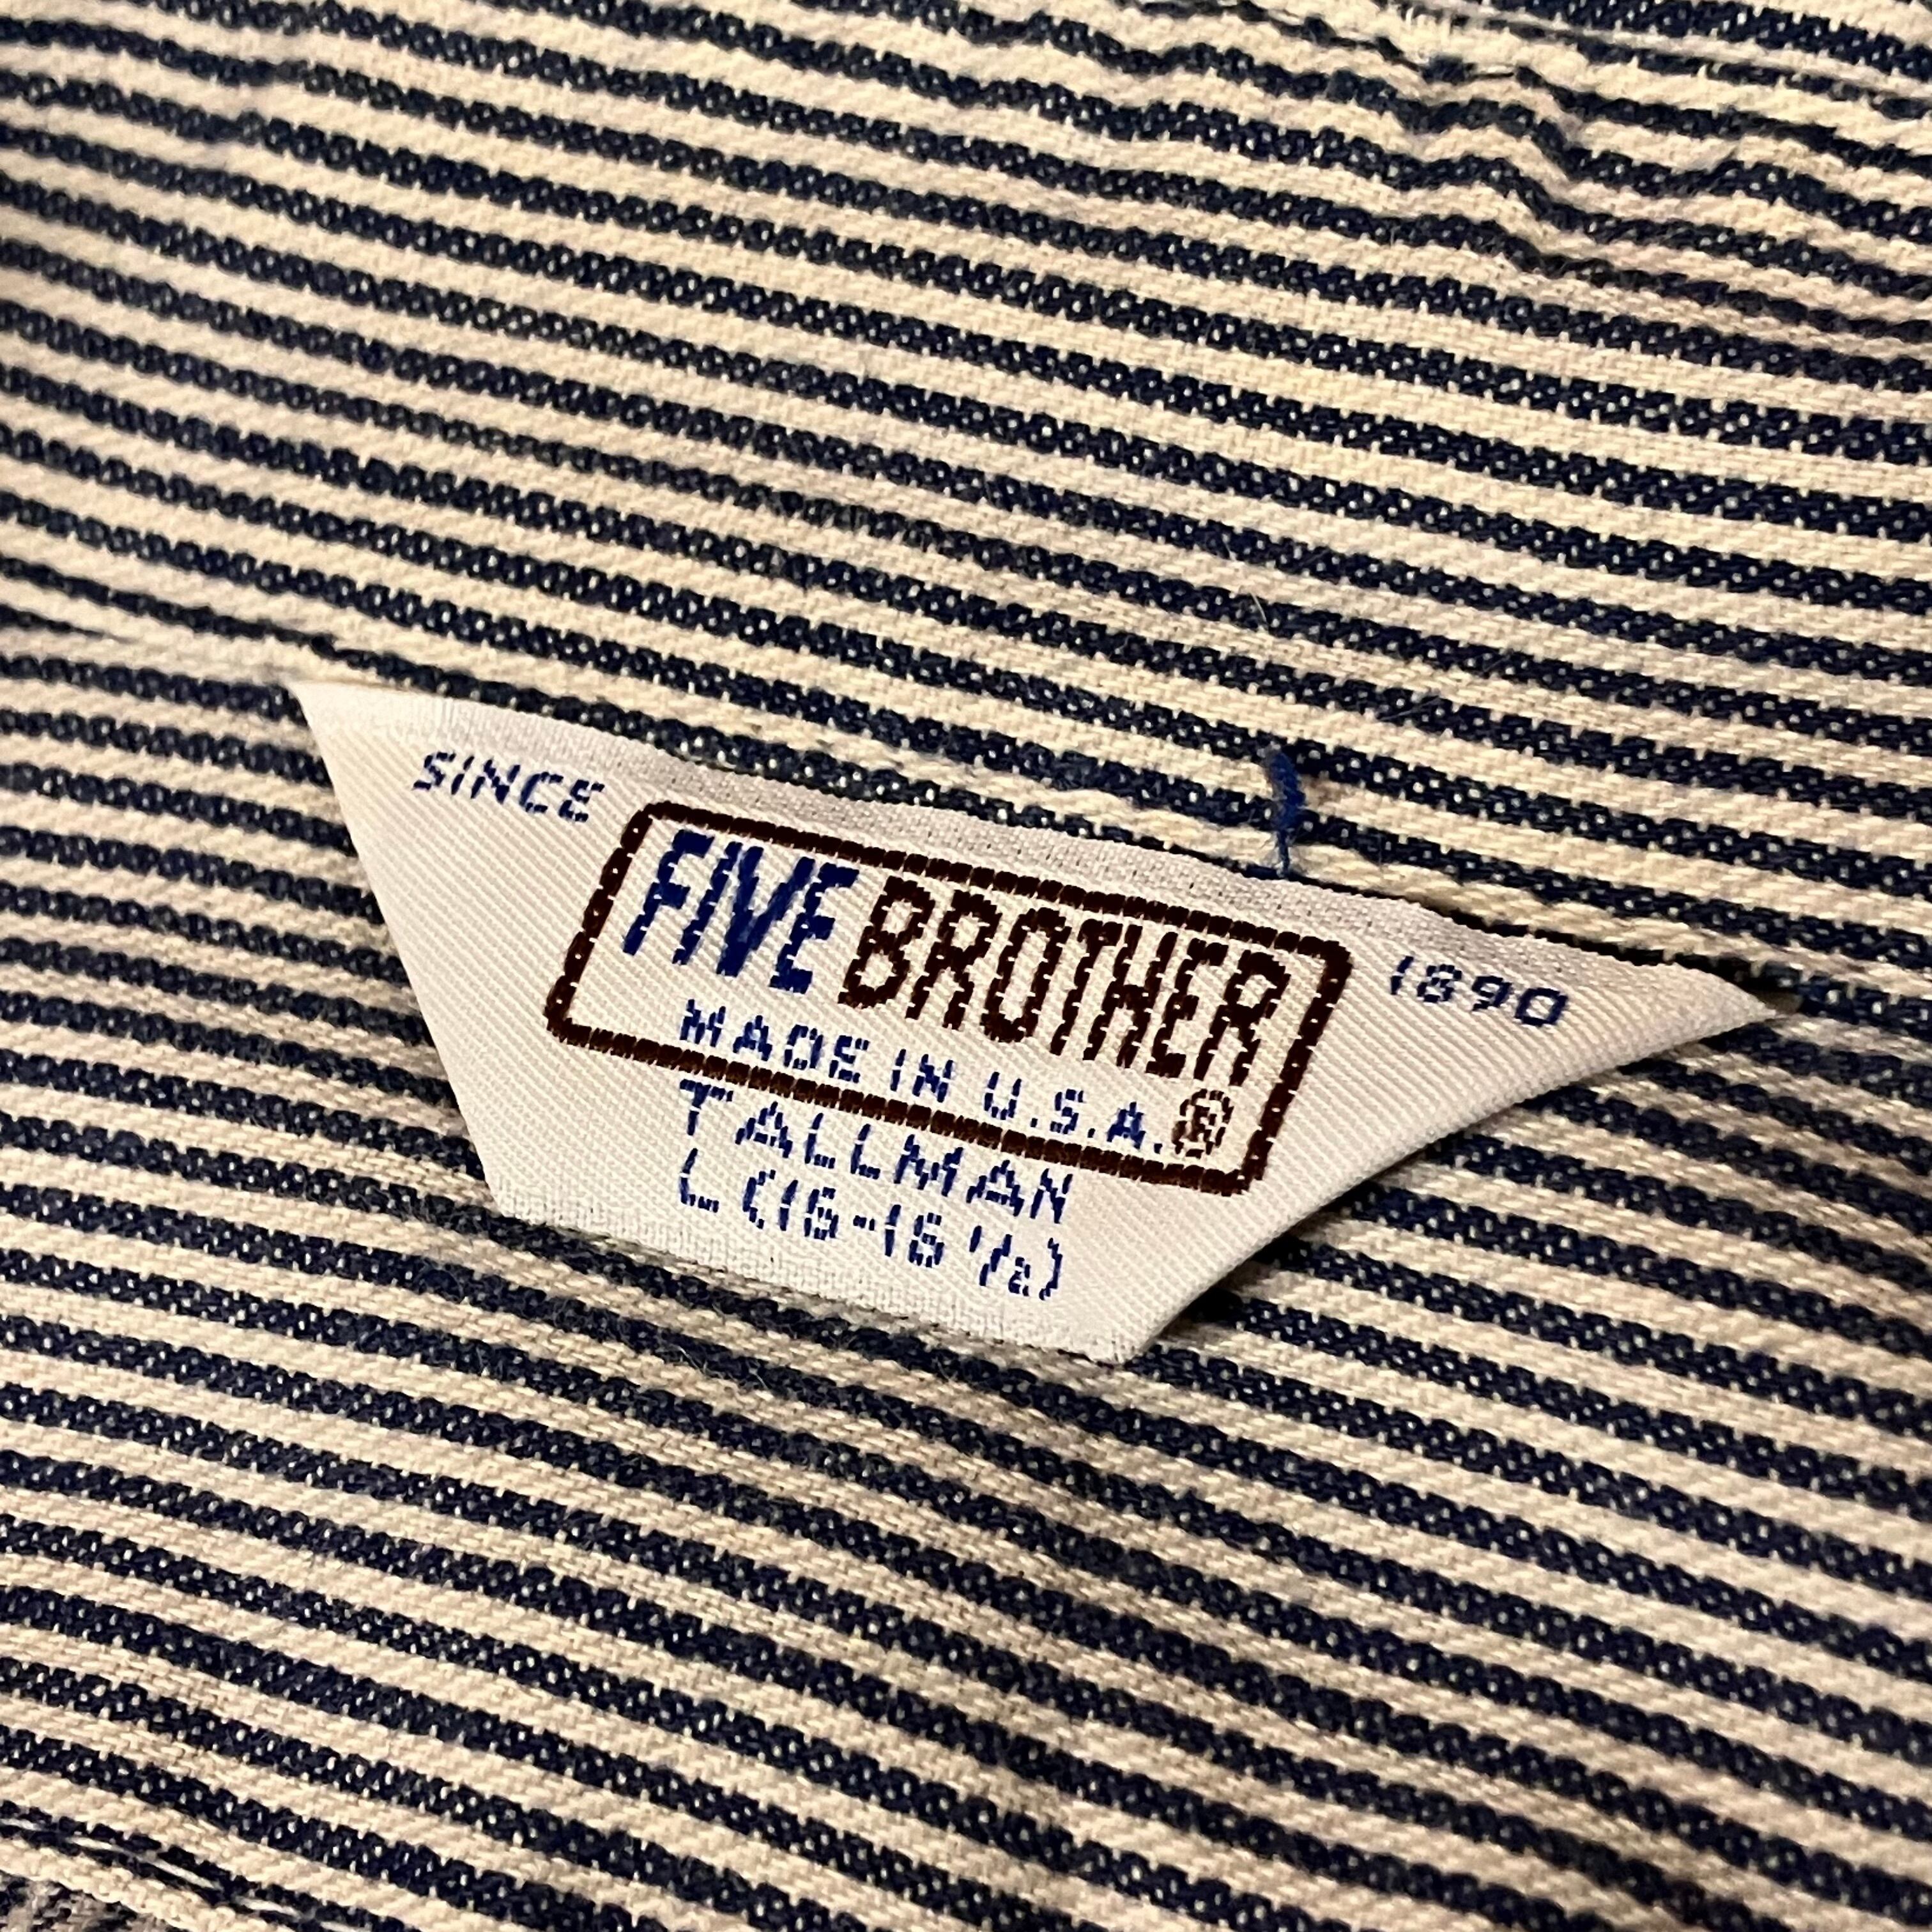 SINCE 1890
FIVE BROTHER
MADE IN U.S.A.®
TALLMAN
L (16-16 1/2)